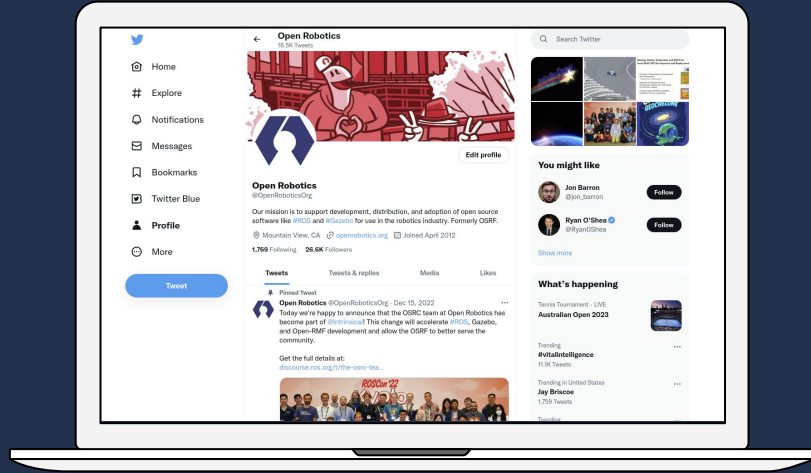 Home
Explore
Notifications
Messages
Bookmarks
Twitter Blue
Profile
More
Tweet
Open Robotics
16.5K Tweets
Edit profile
Open Robotics
@OpenRoboticsOrg
Our mission is to support development, distribution, and adoption of open source
software like #ROS and #Gazebo for use in the robotics industry. Formerly OSRF.
Mountain View, CA openrobotics.org Joined April 2012
1,769 Following 26.6K Followers
Tweets Tweets & replies Media Likes
Pinned Tweet
Open Robotics @OpenRoboticsOrg · Dec 15, 2022
Today we're happy to announce that the OSRC team at Open Robotics has
become part of @Intrinsicai! This change will accelerate #ROS, Gazebo,
and Open-RMF development and allow the OSRF to better serve the
community.
Get the full details at:
discourse.ros.org/t/the-osrc-tea...
ROSCon '22
Search Twitter
You might like
Jon Barron
@jon_barron
Follow
Ryan O'Shea
@Ryan0Shea
Follow
Show more
What's happening
Tennis Tournament · LIVE
Australian Open 2023
Trending
#vitalintelligence
11.1K Tweets
Trending in United States
Jay Briscoe
1,759 Tweets
Trending